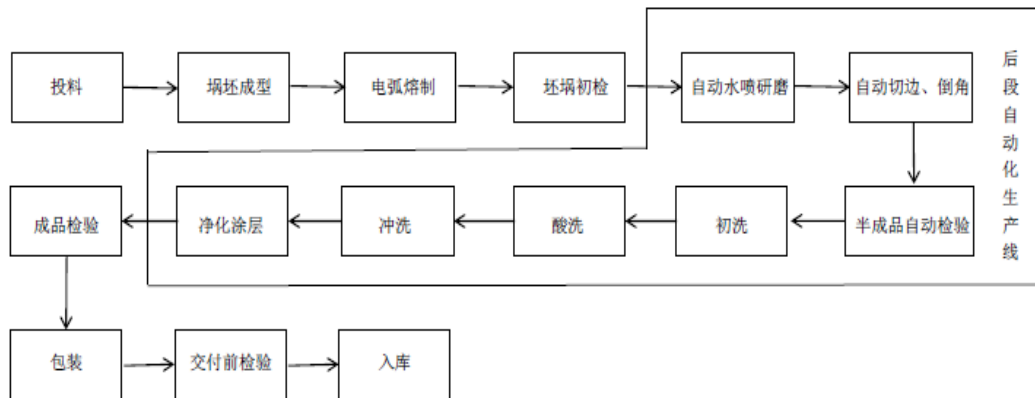 投料
埚坯成型
电弧熔制
坯埚初检
自动水喷研磨
自动切边、倒角
后段自动化生产线
成品检验
净化涂层
冲洗
酸洗
初洗
半成品自动检验
包装
交付前检验
入库